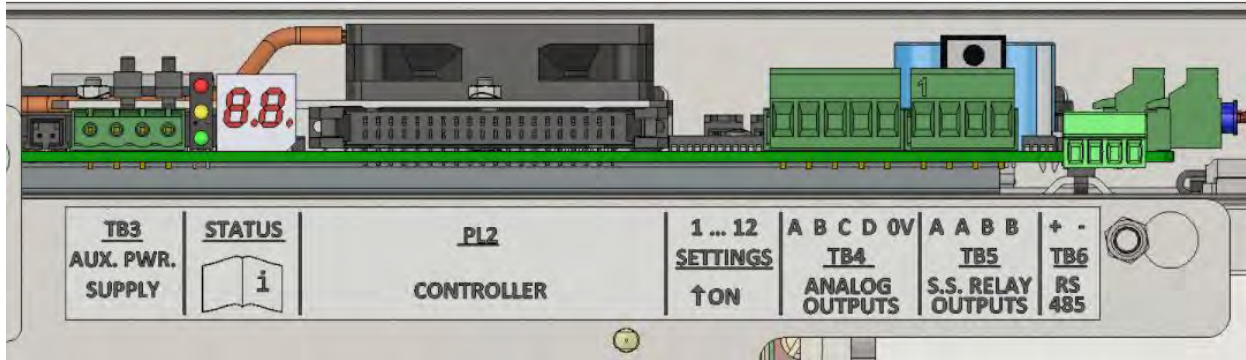 8.8.
1
TB3
AUX. PWR.
SUPPLY
STATUS
i
PL2
CONTROLLER
1 ... 12
SETTINGS
↑ON
A B C D 0V
TB4
ANALOG
OUTPUTS
A A B B
TB5
S.S. RELAY
OUTPUTS
+ -
TB6
RS
485